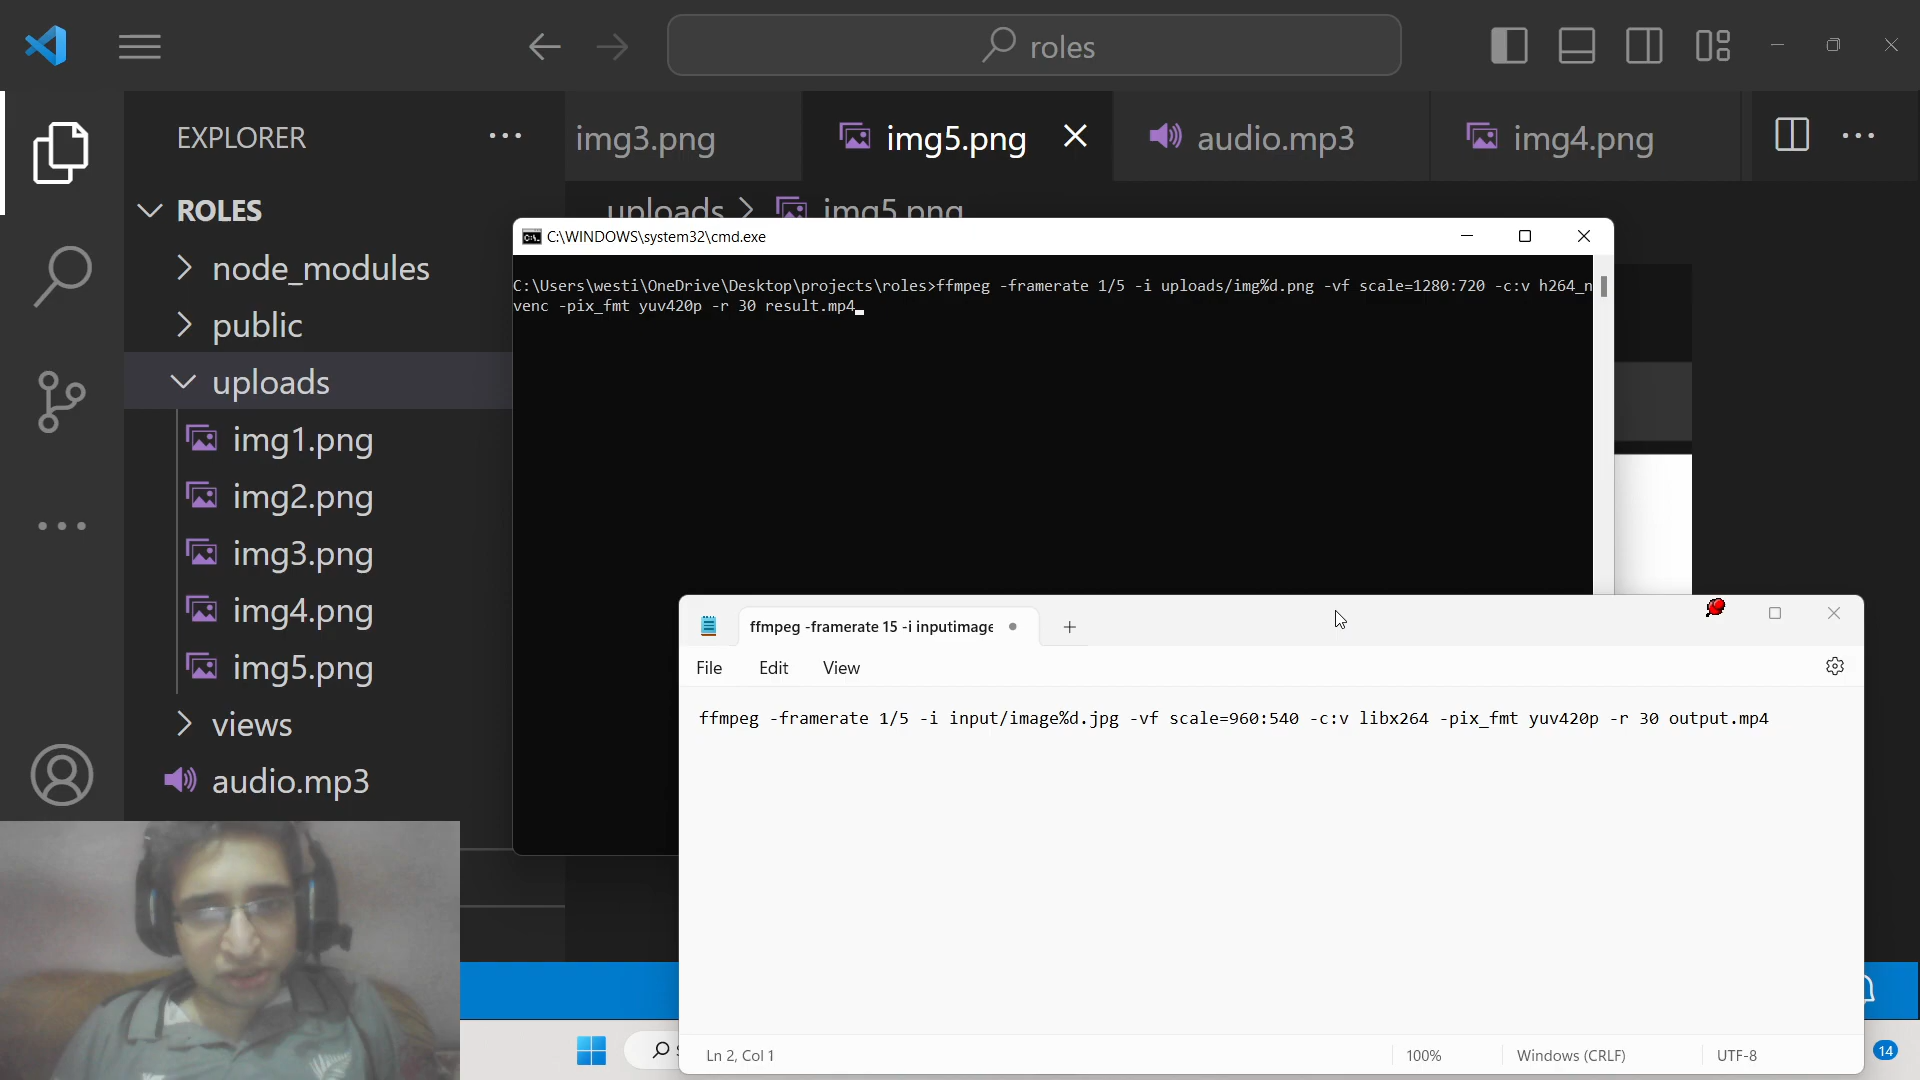 roles
EXPLORER
img3.png
img5.png
audio.mp3
img4.png
ROLES
uploads > img5.png
node_modules
public
uploads
img1.png
img2.png
img3.png
img4.png
img5.png
views
audio.mp3
C:\WINDOWS\system32\cmd.exe
C:\Users\westi\OneDrive\Desktop\projects\roles>ffmpeg -framerate 1/5 -i uploads/img%d.png -vf scale=1280:720 -c:v h264_n
venc -pix_fmt yuv420p -r 30 result.mp4
ffmpeg -framerate 15 -i inputimage
File Edit View
ffmpeg -framerate 1/5 -i input/image%d.jpg -vf scale=960:540 -c:v libx264 -pix_fmt yuv420p -r 30 output.mp4
Ln 2, Col 1
100%
Windows (CRLF)
UTF-8
14